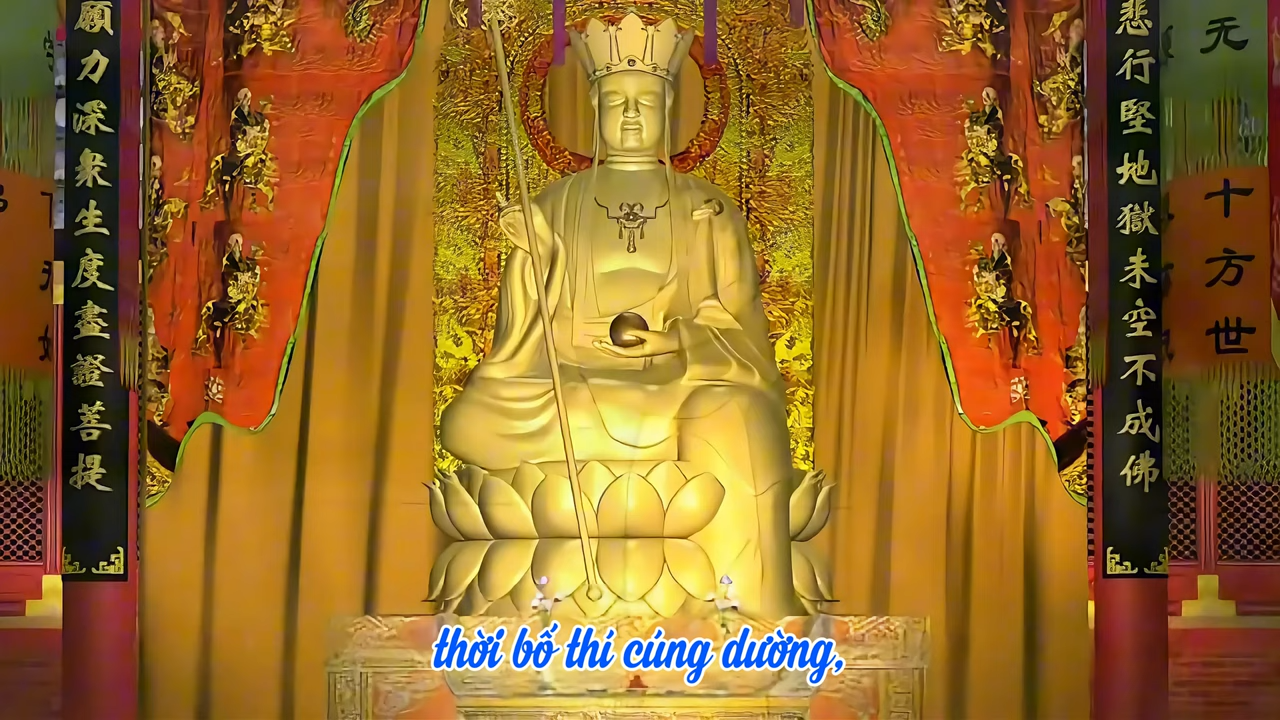 悲行堅地獄未空不成佛
願力深衆生度盡證菩提
无
十方世
thời bố thí cúng dường,